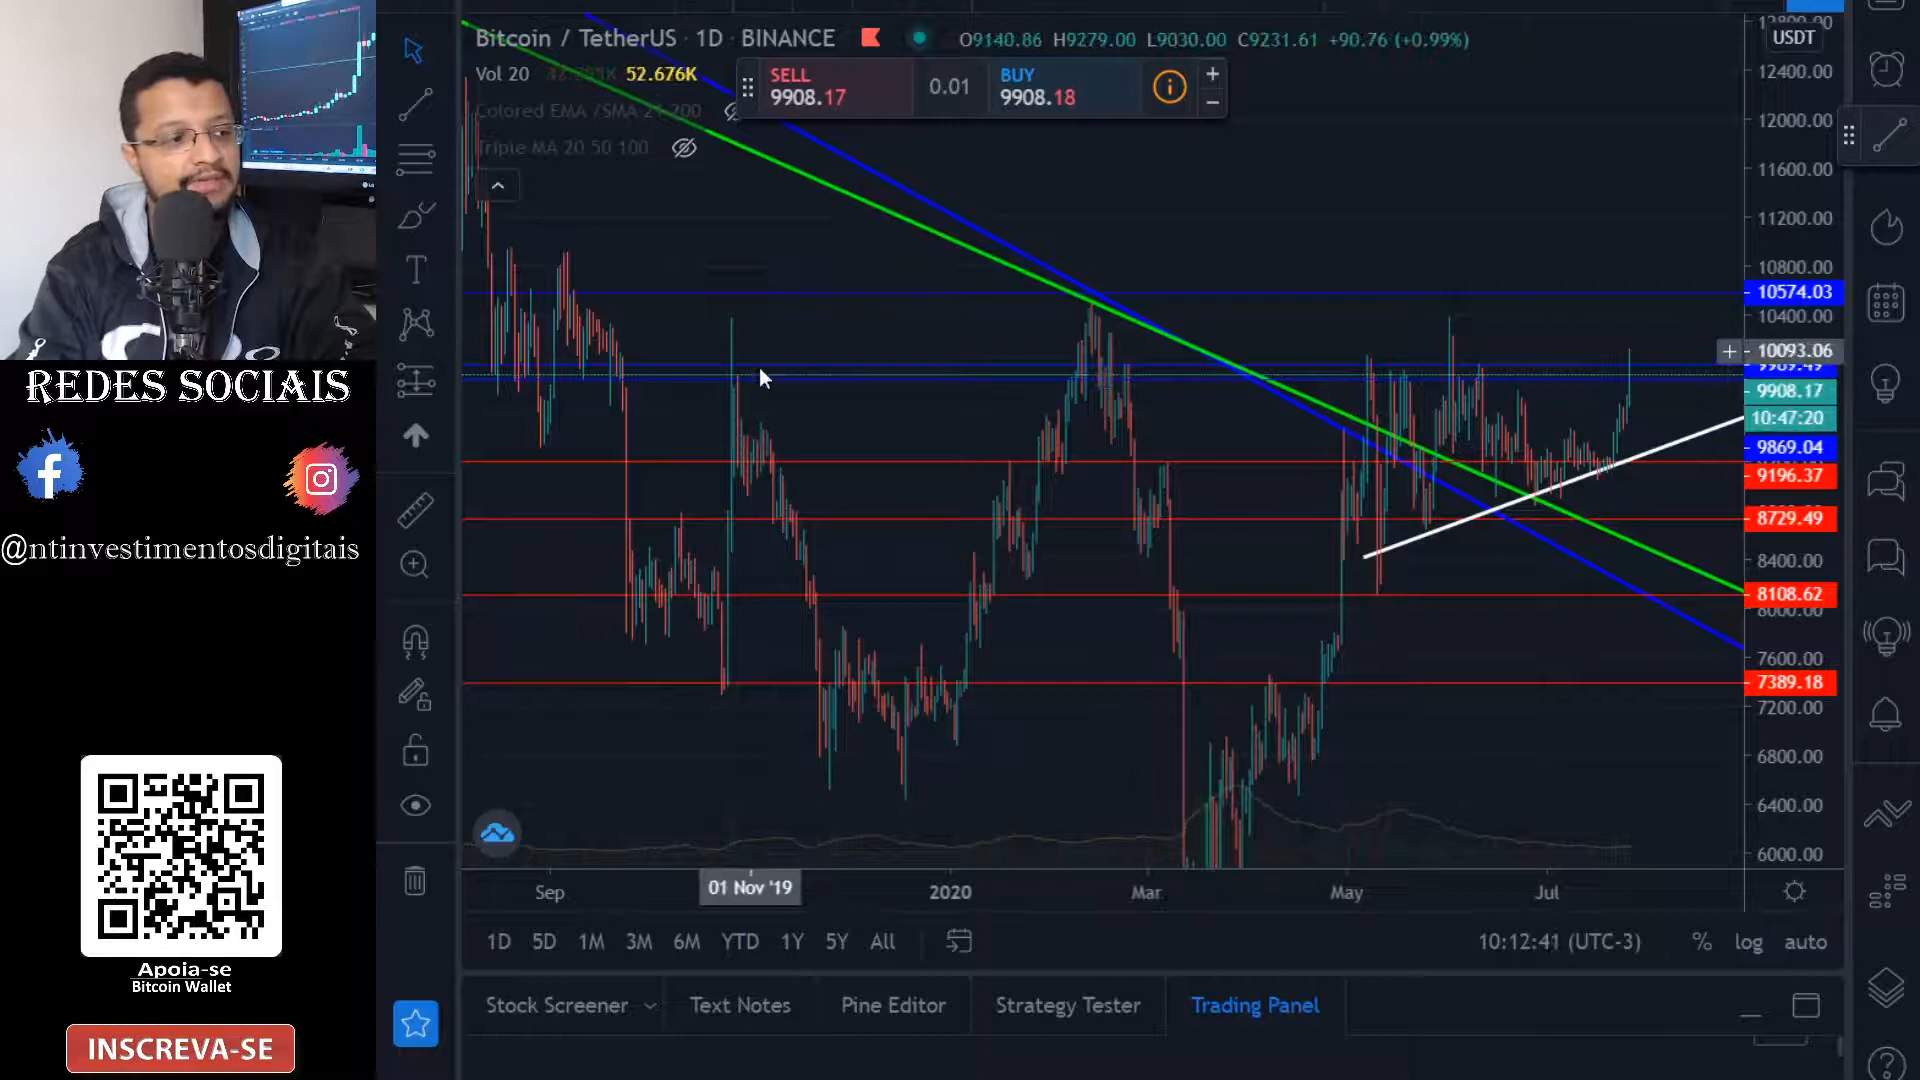 Bitcoin / TetherUS · 1D · BINANCE
O9140.86 H9279.00 L9030.00 C9231.61 +90.76 (+0.99%)
Vol 20 52.676K
SELL
9908.17
0.01
BUY
9908.18
Colored EMA /SMA 21 200
Triple MA 20 50 100
USDT
12800.00
12400.00
12000.00
11600.00
11200.00
10800.00
10574.03
10400.00
10093.06
9908.17
10:47:20
9869.04
9196.37
8729.49
8400.00
8108.62
8000.00
7600.00
7389.18
7200.00
6800.00
6400.00
6000.00
Sep
01 Nov '19
2020
Mar
May
Jul
1D 5D 1M 3M 6M YTD 1Y 5Y All
10:12:41 (UTC-3)
% log auto
Stock Screener
Text Notes
Pine Editor
Strategy Tester
Trading Panel
REDES SOCIAIS
@ntinvestimentosdigitais
Apoia-se
Bitcoin Wallet
INSCREVA-SE